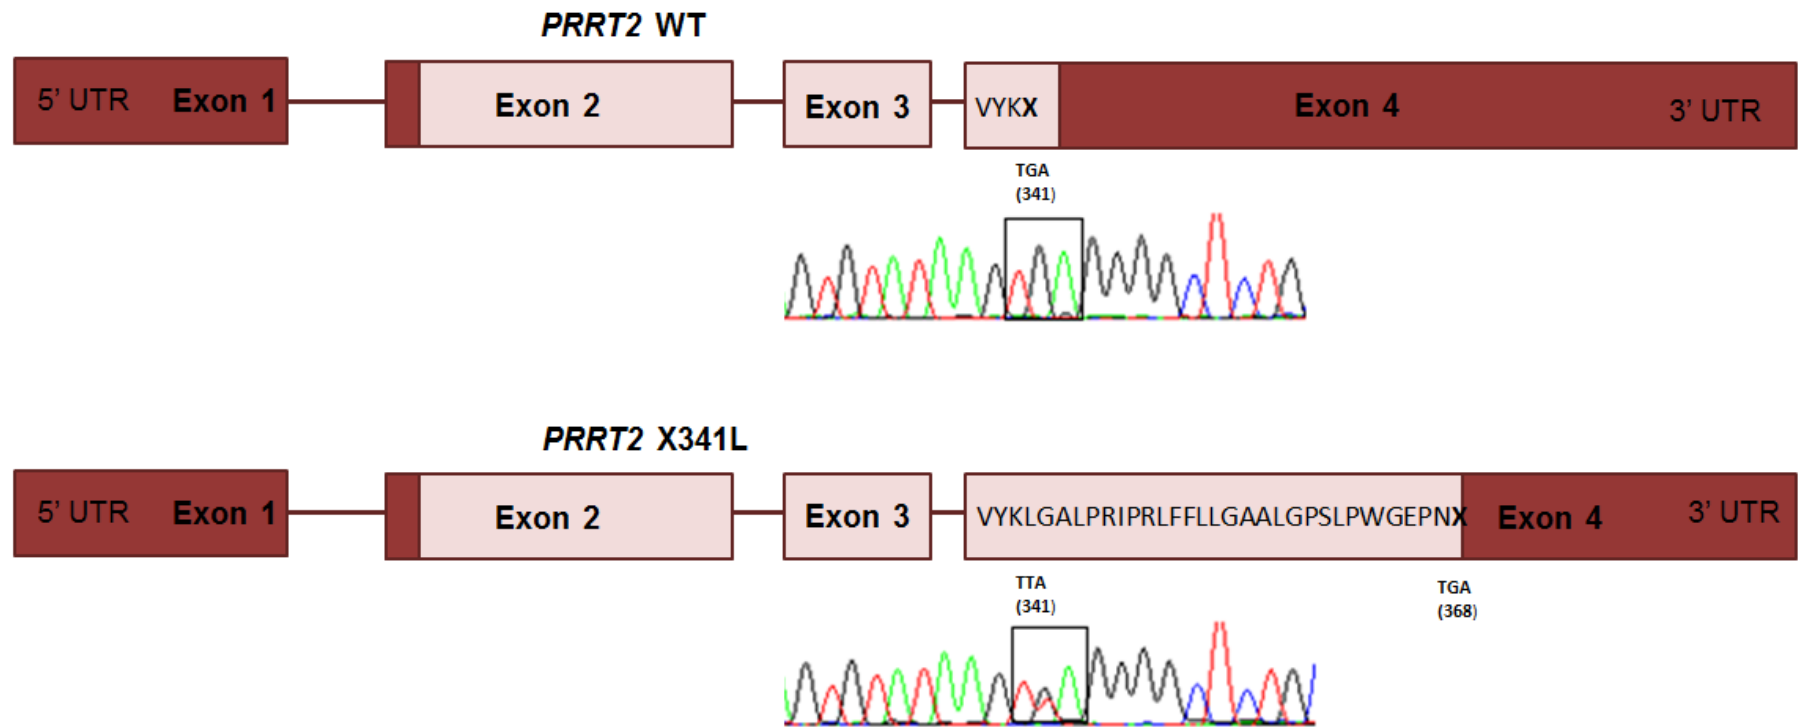 PRRT2 WT
5' UTR Exon 1 Exon 2 Exon 3 VYKX Exon 4 3' UTR
TGA
(341)
PRRT2 X341L
5' UTR Exon 1 Exon 2 Exon 3 VYKLGALPRIPRLFFLLGAALGPSLPWGEPNX Exon 4 3' UTR
TTA
(341)
TGA
(368)